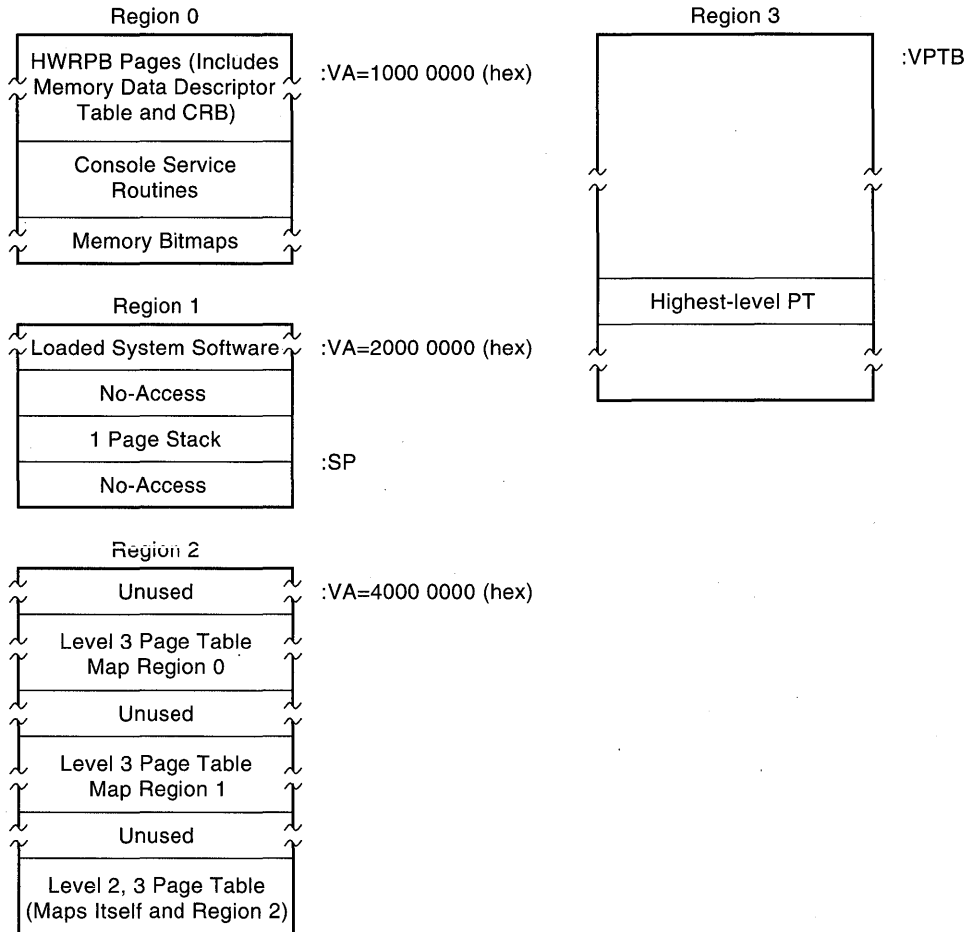 Region 0
HWRPB Pages (Includes
Memory Data Descriptor
Table and CRB)
:VA=1000 0000 (hex)
Console Service
Routines
Memory Bitmaps
Region 1
Loaded System Software
:VA=2000 0000 (hex)
No-Access
1 Page Stack
:SP
No-Access
Region 2
Unused
:VA=4000 0000 (hex)
Level 3 Page Table
Map Region 0
Unused
Level 3 Page Table
Map Region 1
Unused
Level 2, 3 Page Table
(Maps Itself and Region 2)
Region 3
:VPTB
Highest-level PT